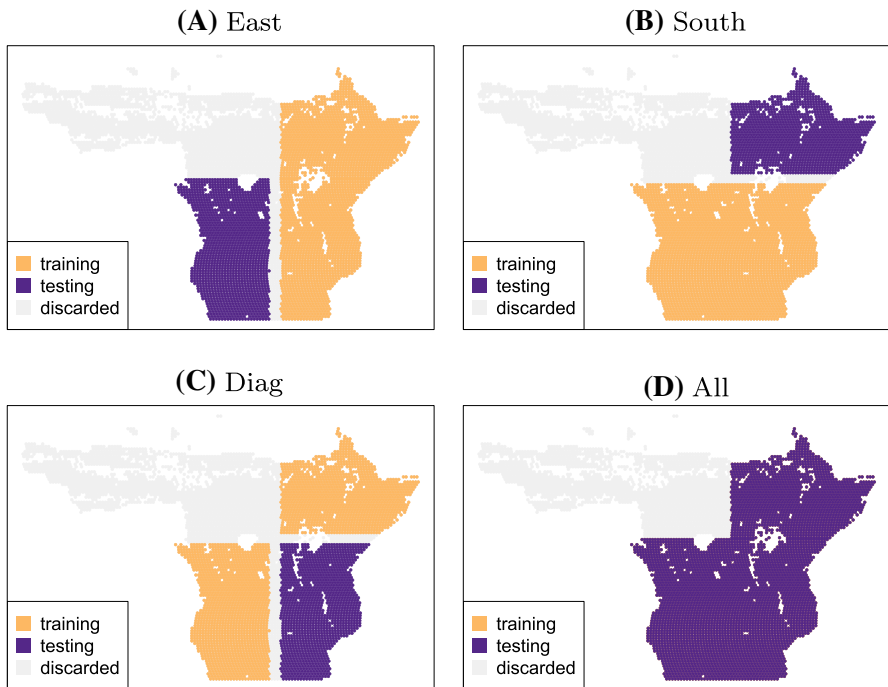 (A) East
training
testing
discarded
(B) South
training
testing
discarded
(C) Diag
training
testing
discarded
(D) All
training
testing
discarded